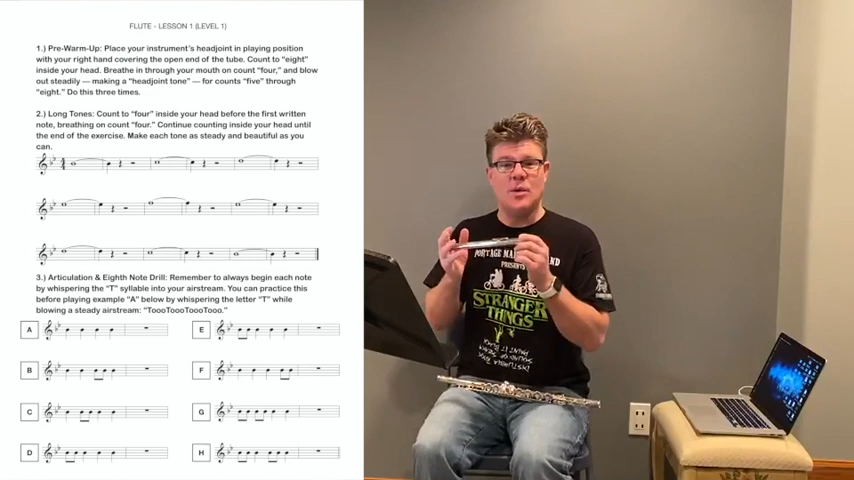 FLUTE - LESSON 1 (LEVEL 1)
1.) Pre-Warm-Up: Place your instrument's headjoint in playing position
with your right hand covering the open end of the tube. Count to "eight"
inside your head. Breathe in through your mouth on count "four," and blow
out steadily — making a "headjoint tone" — for counts "five" through
"eight." Do this three times.
2.) Long Tones: Count to "four" inside your head before the first written
note, breathing on count "four." Continue counting inside your head until
the end of the exercise. Make each tone as steady and beautiful as you
can.
3.) Articulation & Eighth Note Drill: Remember to always begin each note
by whispering the "T" syllable into your airstream. You can practice this
before playing example "A" below by whispering the letter "T" while
blowing a steady airstream: "ToooToooToooTooo."
A
E
B
F
C
G
D
H
PORTAGE
PRESENTS
STRANGER
THINGS